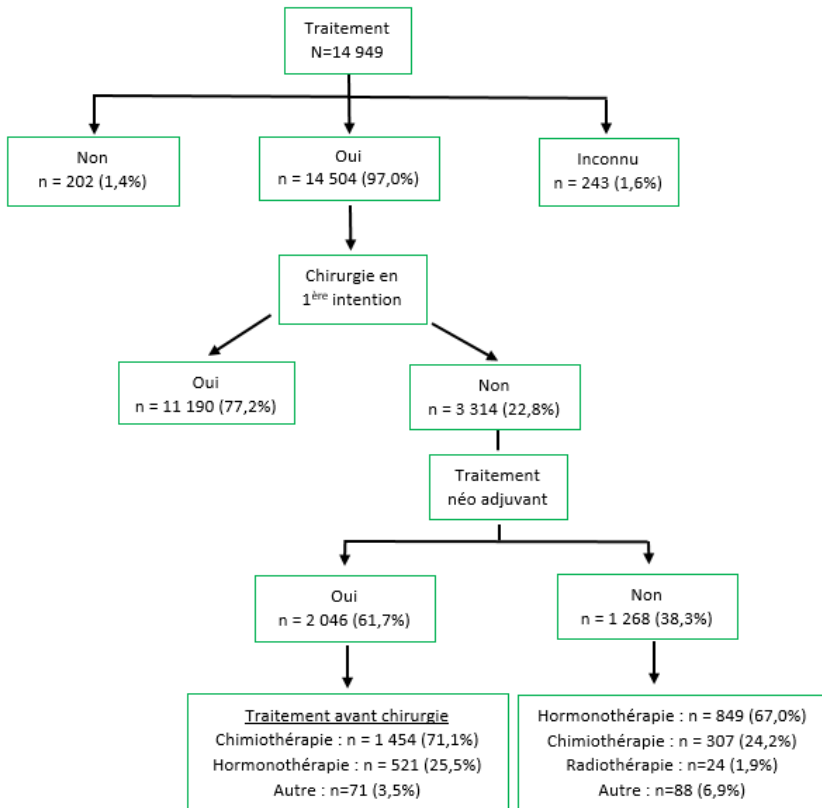 Traitement
N=14 949
Non
n = 202 (1,4%)
Oui
n = 14 504 (97,0%)
Inconnu
n = 243 (1,6%)
Chirurgie en
1ère intention
Oui
n = 11 190 (77,2%)
Non
n = 3 314 (22,8%)
Traitement
néo adjuvant
Oui
n = 2 046 (61,7%)
Non
n = 1 268 (38,3%)
Traitement avant chirurgie
Chimiothérapie : n = 1 454 (71,1%)
Hormonothérapie : n = 521 (25,5%)
Autre : n=71 (3,5%)
Hormonothérapie : n = 849 (67,0%)
Chimiothérapie : n = 307 (24,2%)
Radiothérapie : n=24 (1,9%)
Autre : n=88 (6,9%)